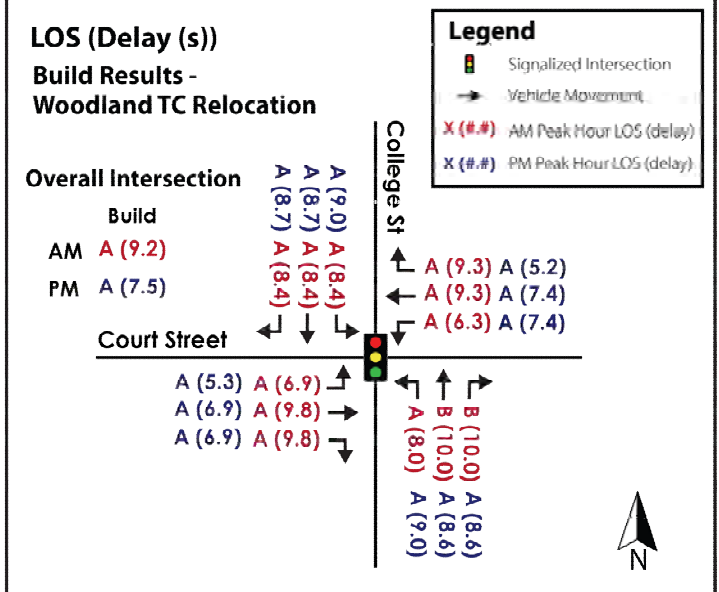 LOS (Delay (s))
Build Results -
Woodland TC Relocation
Legend
Signalized Intersection
Vehicle Movement
X (#.#) AM Peak Hour LOS (delay)
X (#.#) PM Peak Hour LOS (delay)
Overall Intersection
Build
AM A (9.2)
PM A (7.5)
College St
A (8.7) A (8.4)
A (8.7) A (8.4)
A (9.0) A (8.4)
A (9.3) A (5.2)
A (9.3) A (7.4)
A (6.3) A (7.4)
Court Street
A (5.3) A (6.9)
A (6.9) A (9.8)
A (6.9) A (9.8)
A (8.0) A (9.0)
B (10.0) A (8.6)
B (10.0) A (8.6)
N